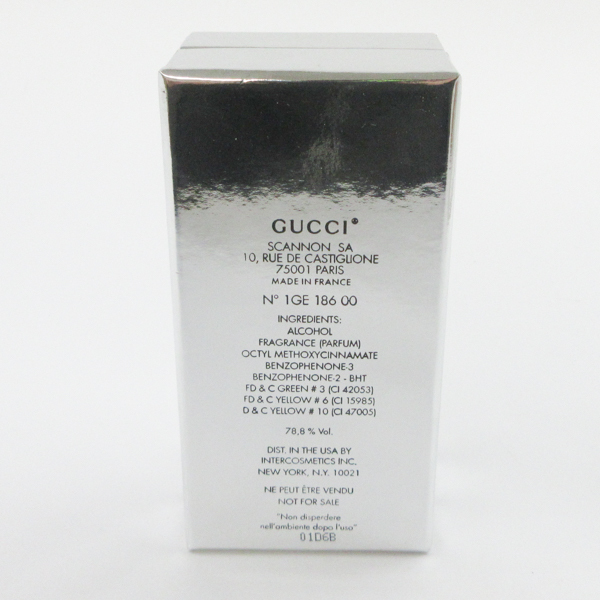 GUCCI®
SCANNON SA
10, RUE DE CASTIGLIONE
75001 PARIS
MADE IN FRANCE
N° 1GE 186 00
INGREDIENTS:
ALCOHOL
FRAGRANCE (PARFUM)
OCTYL METHOXYCINNAMATE
BENZOPHENONE-3
BENZOPHENONE-2 - BHT
FD & C GREEN # 3 (CI 42053)
FD & C YELLOW # 6 (CI 15985)
D & C YELLOW # 10 (CI 47005)
78,8 % Vol.
DIST. IN THE USA BY
INTERCOSMETICS INC.
NEW YORK, N.Y. 10021
NE PEUT ÊTRE VENDU
NOT FOR SALE
"Non disperdere
nell'ambiente dopo l'uso"
01D6B